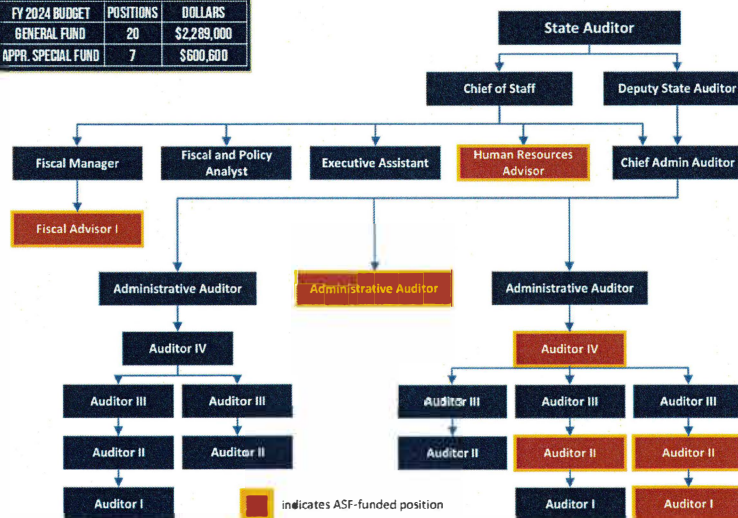 FY 2024 BUDGET POSITIONS DOLLARS
GENERAL FUND 20 $2,289,000
APPR. SPECIAL FUND 7 $600,600
State Auditor
Chief of Staff
Deputy State Auditor
Fiscal Manager
Fiscal and Policy
Analyst
Executive Assistant
Human Resources
Advisor
Chief Admin Auditor
Fiscal Advisor I
Administrative Auditor
Administrative Auditor
Administrative Auditor
Auditor IV
Auditor IV
Auditor III
Auditor III
Auditor III
Auditor III
Auditor III
Auditor II
Auditor II
Auditor II
Auditor II
Auditor II
Auditor I
Auditor I
Auditor I
indicates ASF-funded position